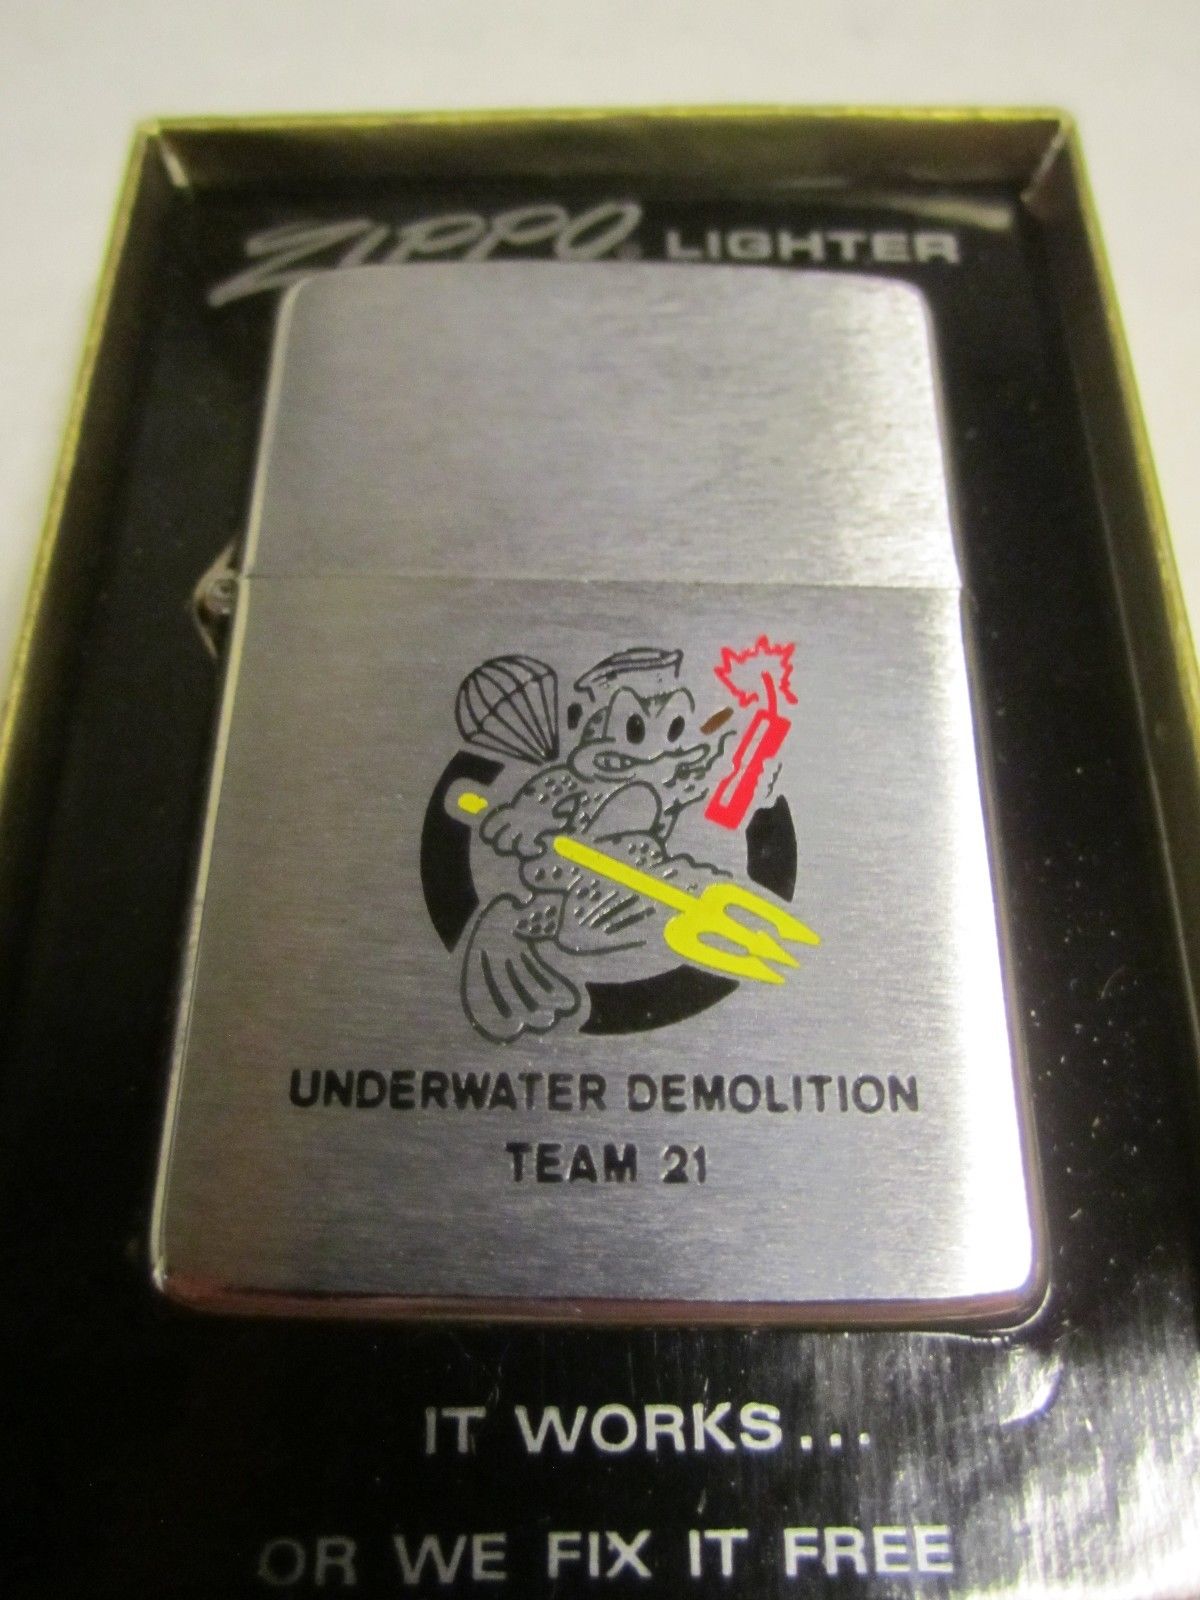 ZIPPO LIGHTER
UNDERWATER DEMOLITION
TEAM 21
IT WORKS...
OR WE FIX IT FREE